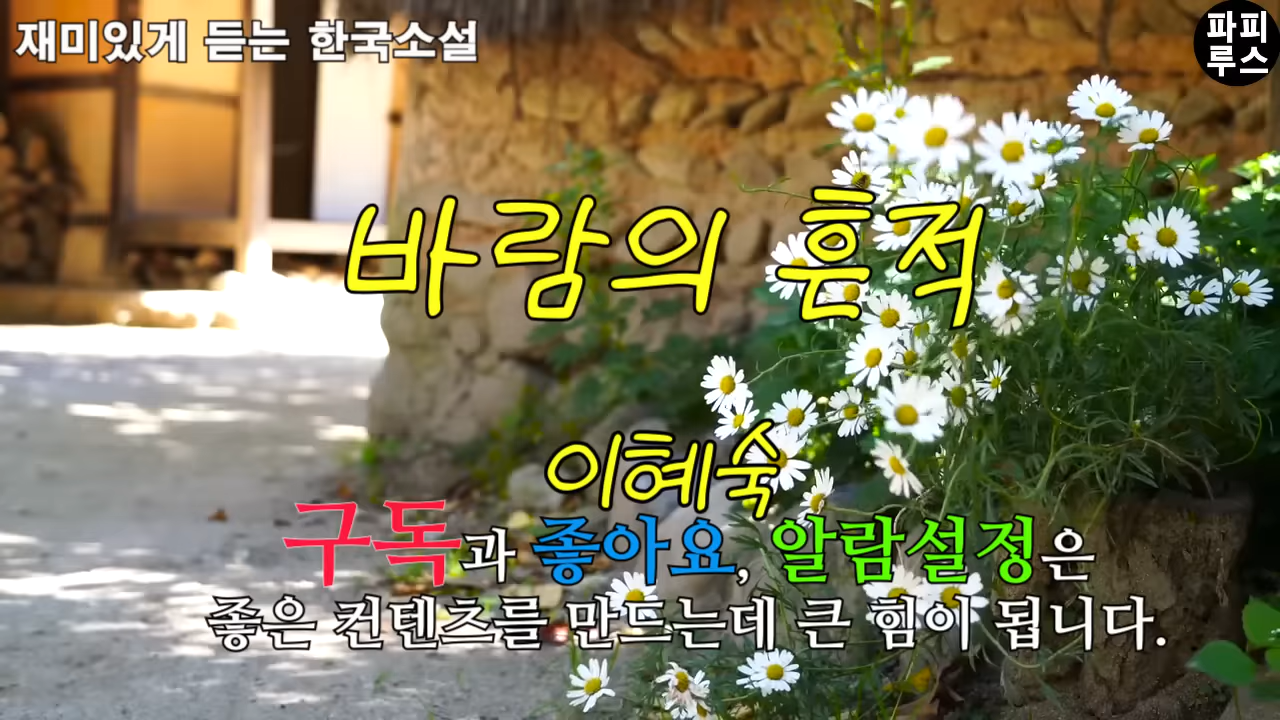 재미있게 듣는 한국소설
파피
루스
바람의 흔적
이혜숙
구독과 좋아요, 알람설정은
좋은 컨텐츠를 만드는데 큰 힘이 됩니다.